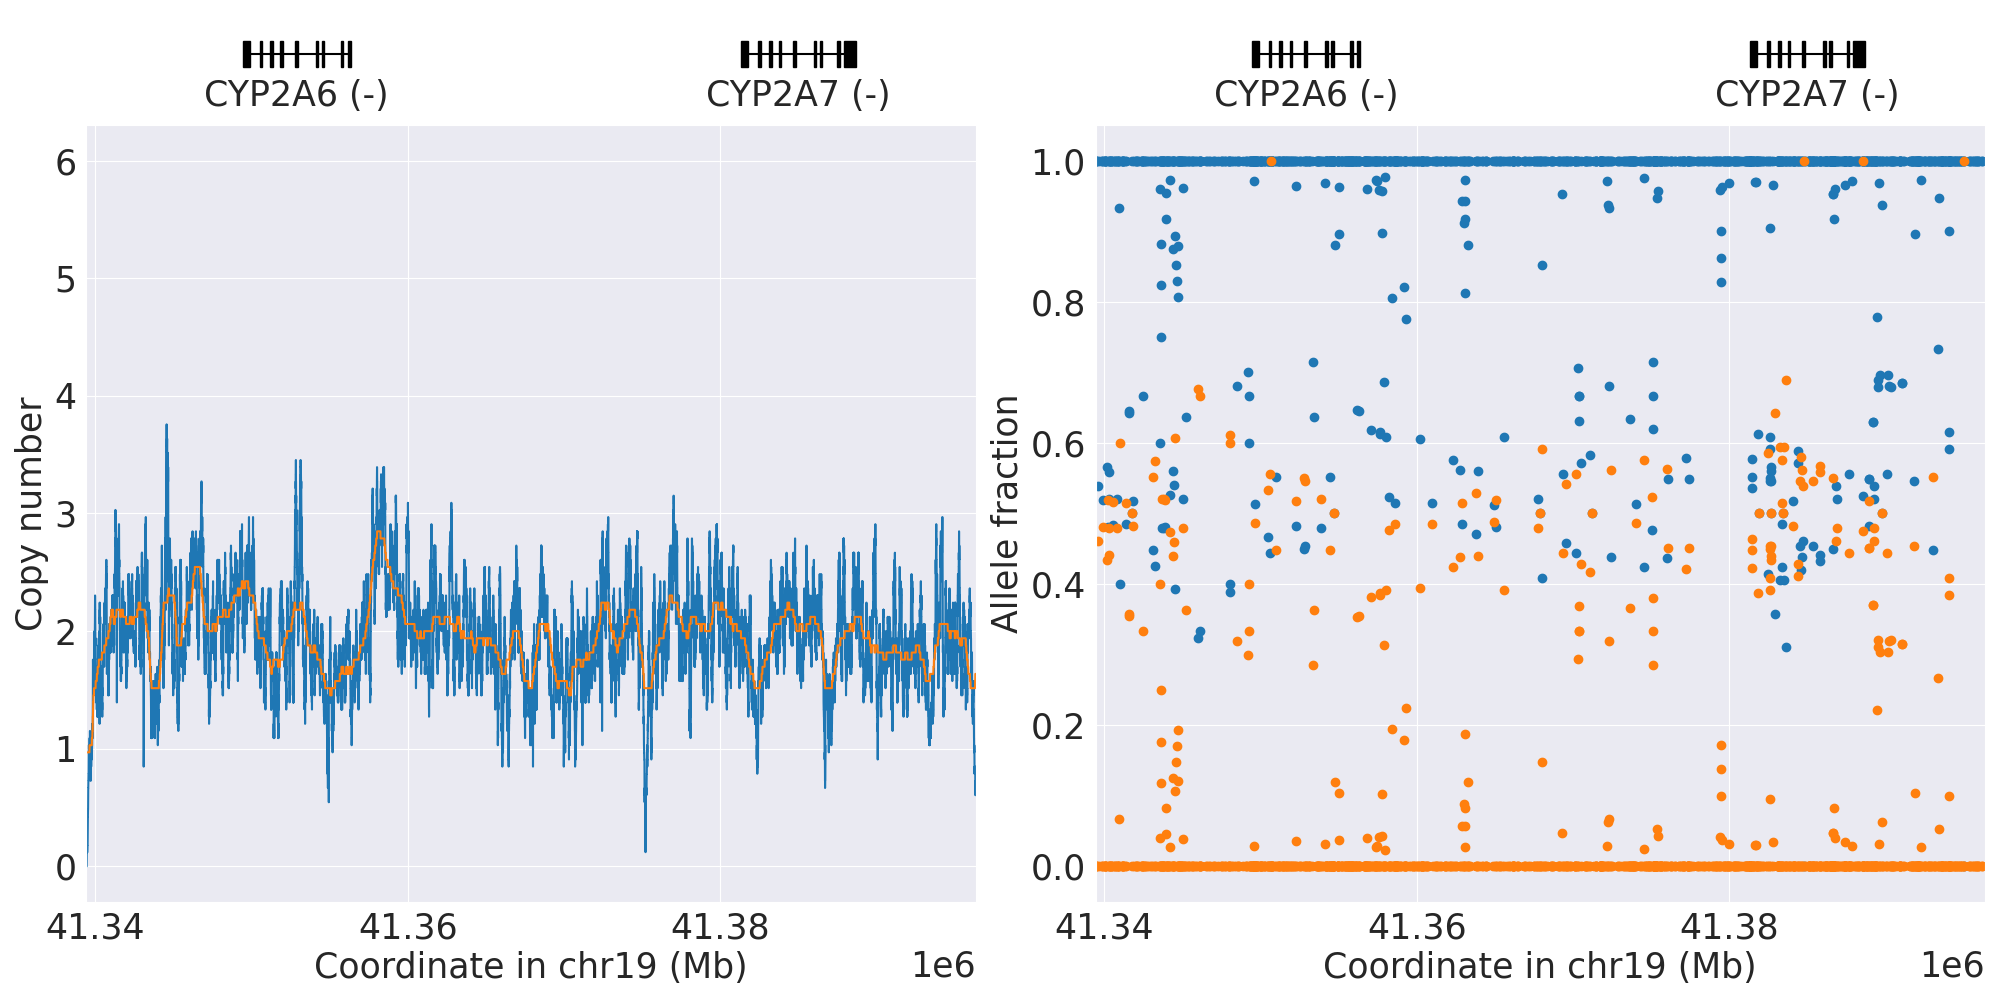 CYP2A6 (-) CYP2A7 (-) CYP2A6 (-) CYP2A7 (-)
Copy number
6
5
4
3
2
1
0
41.34 41.36 41.38
Coordinate in chr19 (Mb)
1e6
Allele fraction
1.0
0.8
0.6
0.4
0.2
0.0
41.34 41.36 41.38
Coordinate in chr19 (Mb)
1e6